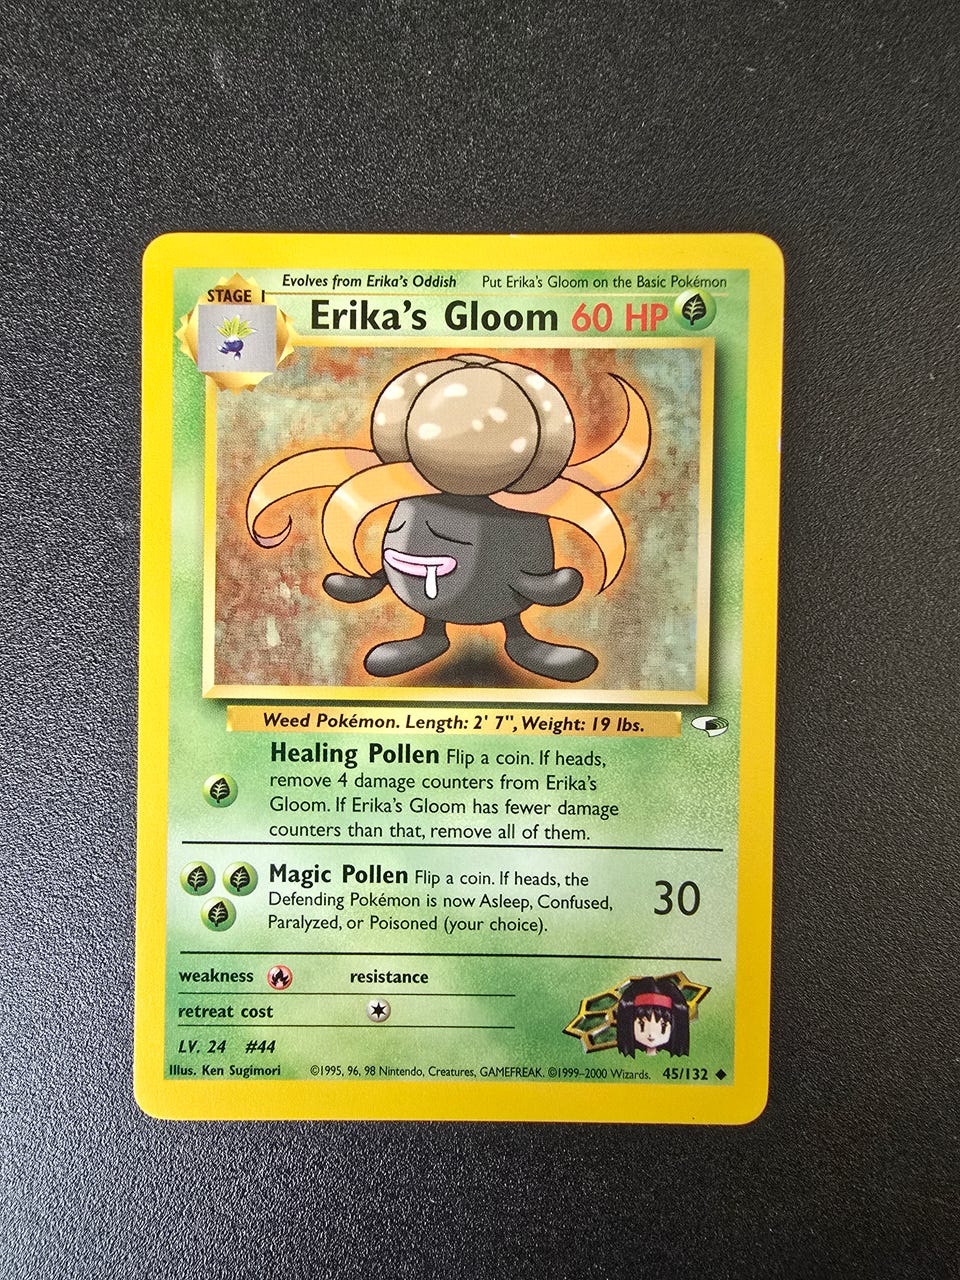 Evolves from Erika's Oddish Put Erika's Gloom on the Basic Pokémon
STAGE 1
Erika's Gloom 60 HP
Weed Pokémon. Length: 2' 7", Weight: 19 lbs.
Healing Pollen Flip a coin. If heads,
remove 4 damage counters from Erika's
Gloom. If Erika's Gloom has fewer damage
counters than that, remove all of them.
Magic Pollen Flip a coin. If heads, the
Defending Pokémon is now Asleep, Confused,
Paralyzed, or Poisoned (your choice).
30
weakness resistance
retreat cost
LV. 24 #44
Illus. Ken Sugimori ©1995, 96, 98 Nintendo, Creatures, GAMEFREAK. ©1999–2000 Wizards. 45/132